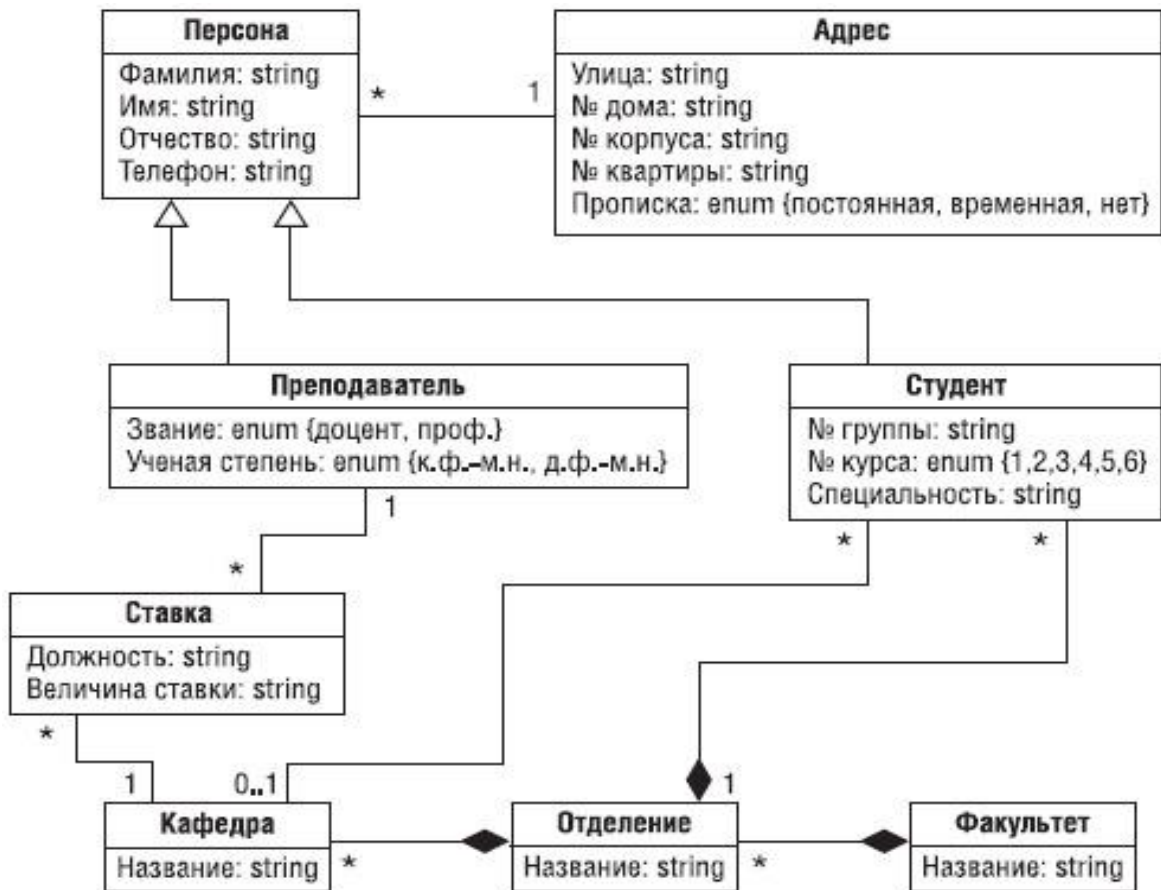 Персона
Фамилия: string
Имя: string
Отчество: string
Телефон: string
*
1
Адрес
Улица: string
№ дома: string
№ корпуса: string
№ квартиры: string
Прописка: enum {постоянная, временная, нет}
Преподаватель
Звание: enum {доцент, проф.}
Ученая степень: enum {к.ф.–м.н., д.ф.-м.н.}
1
*
Студент
№ группы: string
№ курса: enum {1,2,3,4,5,6}
Специальность: string
*
*
Ставка
Должность: string
Величина ставки: string
*
1
0..1
1
Кафедра
Название: string
*
Отделение
Название: string
*
Факультет
Название: string